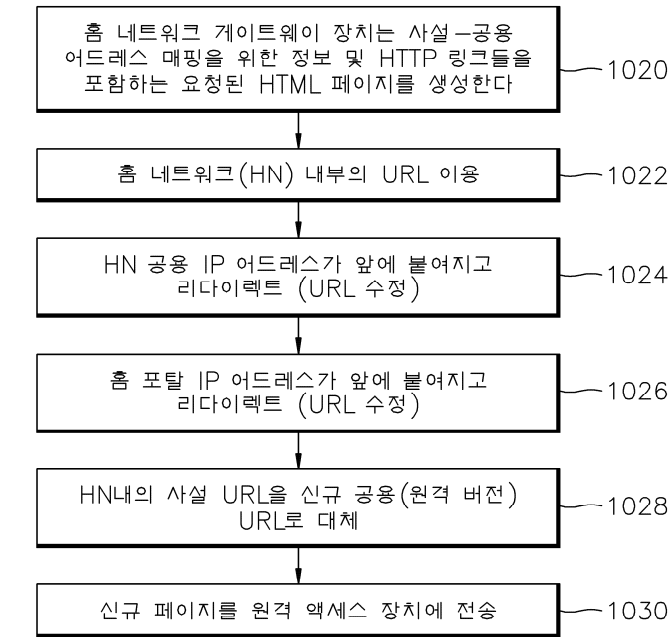 홈 네트워크 게이트웨이 장치는 사설-공용
어드레스 매핑을 위한 정보 및 HTTP 링크들을
포함하는 요청된 HTML 페이지를 생성한다
1020
홈 네트워크(HN) 내부의 URL 이용
1022
HN 공용 IP 어드레스가 앞에 붙여지고
리다이렉트 (URL 수정)
1024
홈 포탈 IP 어드레스가 앞에 붙여지고
리다이렉트 (URL 수정)
1026
HN내의 사설 URL을 신규 공용(원격 버전)
URL로 대체
1028
신규 페이지를 원격 액세스 장치에 전송
1030